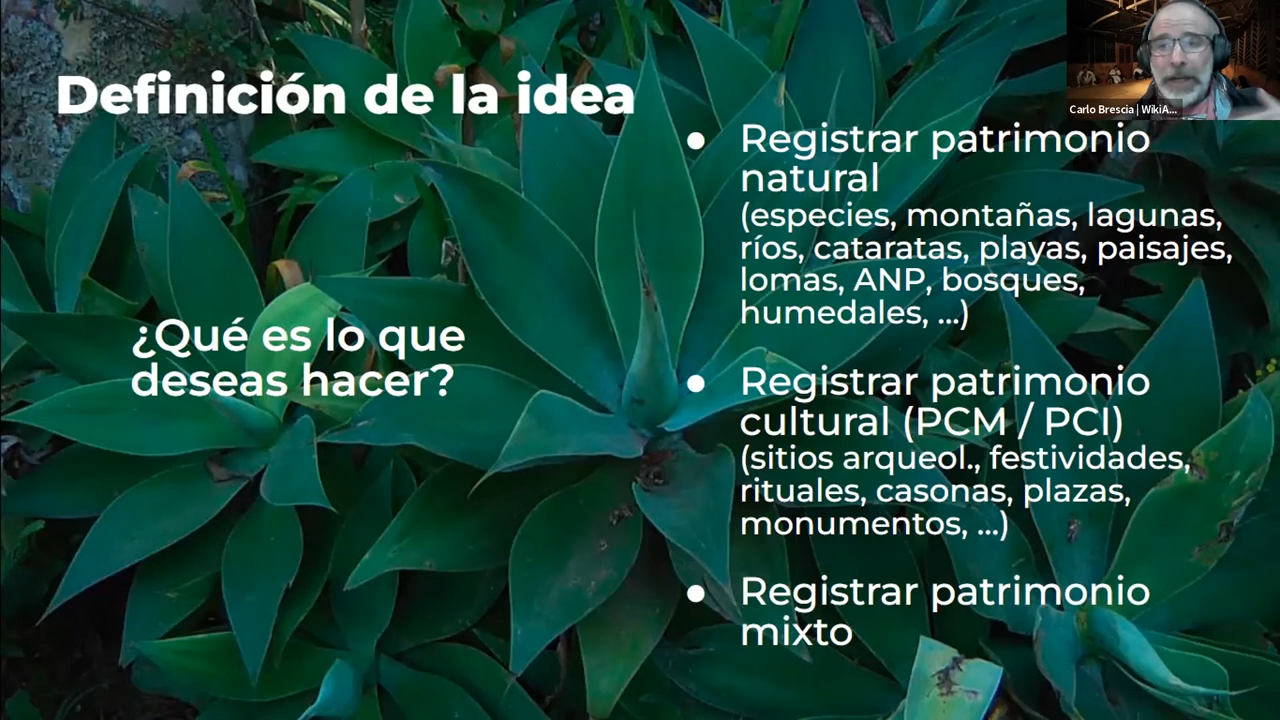 Definición de la idea
Carlo Brescia | WikiA...
¿Qué es lo que
deseas hacer?
● Registrar patrimonio
natural
(especies, montañas, lagunas,
ríos, cataratas, playas, paisajes,
lomas, ANP, bosques,
humedales, ...)
● Registrar patrimonio
cultural (PCM / PCI)
(sitios arqueol., festividades,
rituales, casonas, plazas,
monumentos, ...)
● Registrar patrimonio
mixto